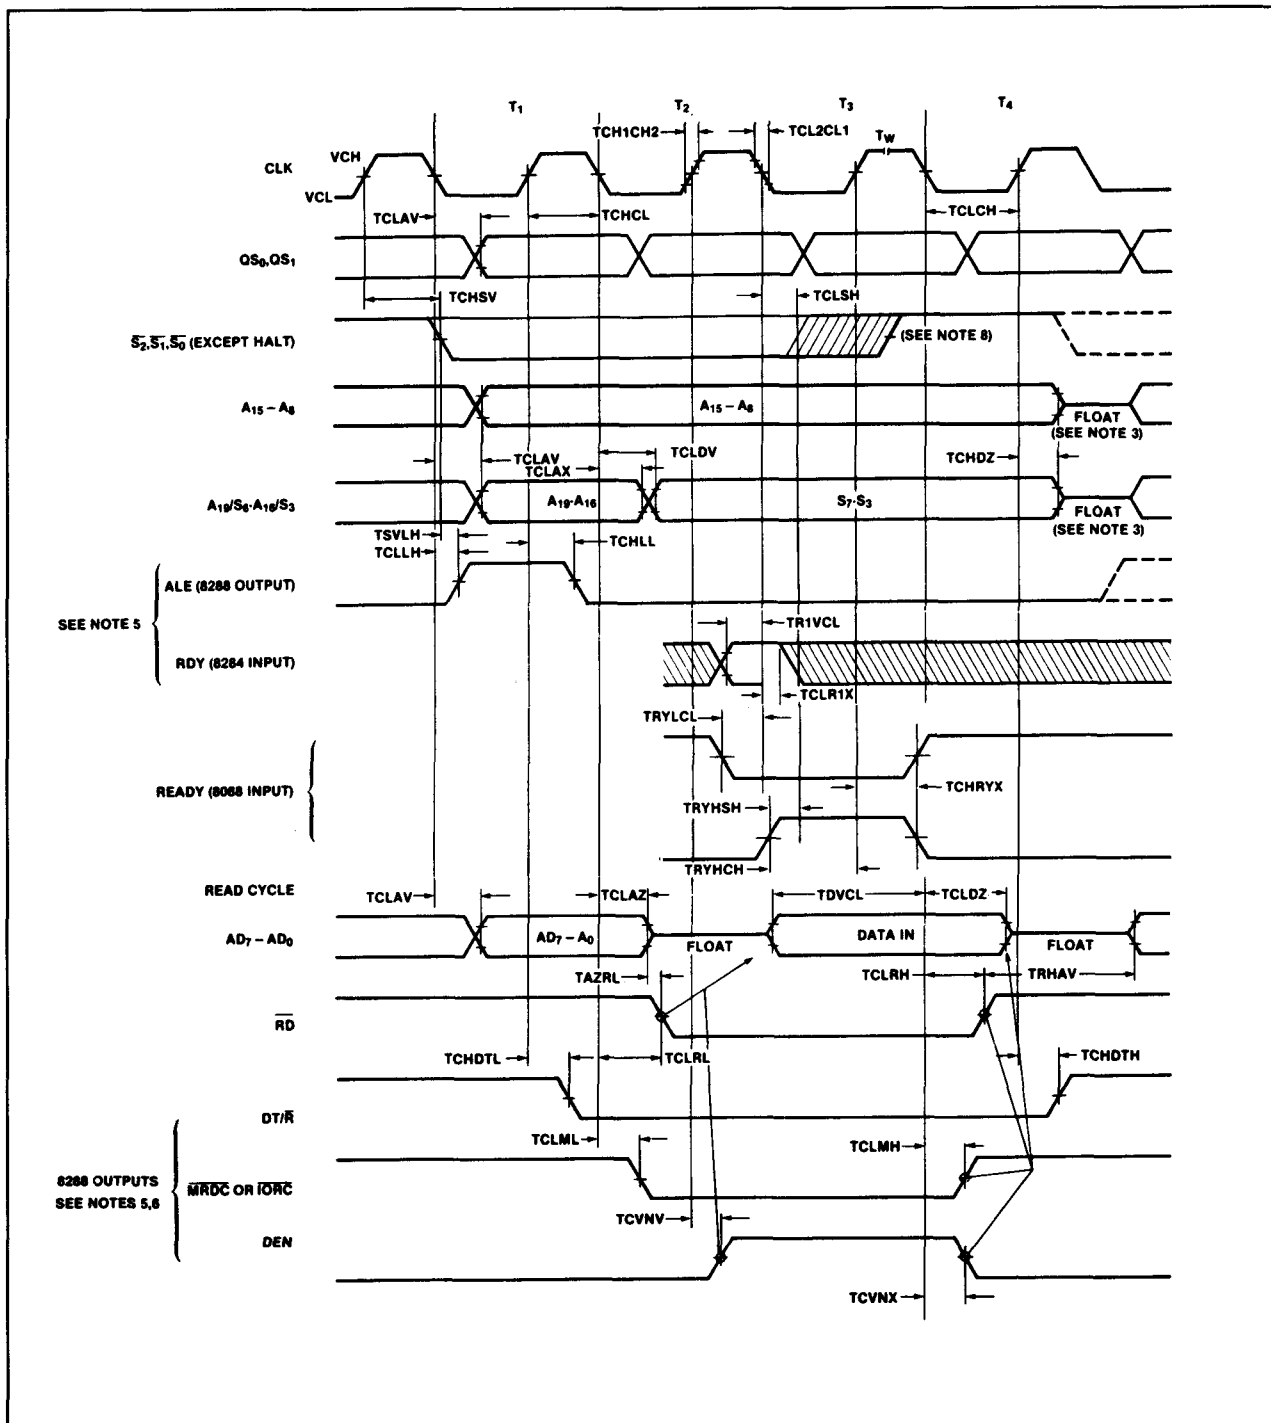 T1 T2 T3 T4
TCH1CH2 TCL2CL1
TW
VCH
CLK
VCL
TCLAV TCHCL TCLCH
QS0,QS1
TCHSV TCLSH
S2,S1,S0 (EXCEPT HALT) (SEE NOTE 8)
A15 – A8 A15 – A8 FLOAT
(SEE NOTE 3)
TCLAV TCLDV TCHDZ
TCLAX
A19/S6-A16/S3 A19-A16 S7-S3 FLOAT
(SEE NOTE 3)
TSVLH TCHLL
TCLLH
ALE (8288 OUTPUT)
SEE NOTE 5
TR1VCL
RDY (8284 INPUT)
TCLR1X
TRYLCL
READY (8088 INPUT)
TCHRYX
TRYHSH
TRYHCH
READ CYCLE
TCLAV TCLAZ TDVCL TCLDZ
AD7 – AD0 AD7 – A0 FLOAT DATA IN FLOAT
TAZRL TCLRH TRHAV
RD
TCHDTL TCLRL TCHDTH
DT/R
TCLML TCLMH
8288 OUTPUTS
SEE NOTES 5,6
MRDC OR IORC
TCVNV
DEN
TCVNX